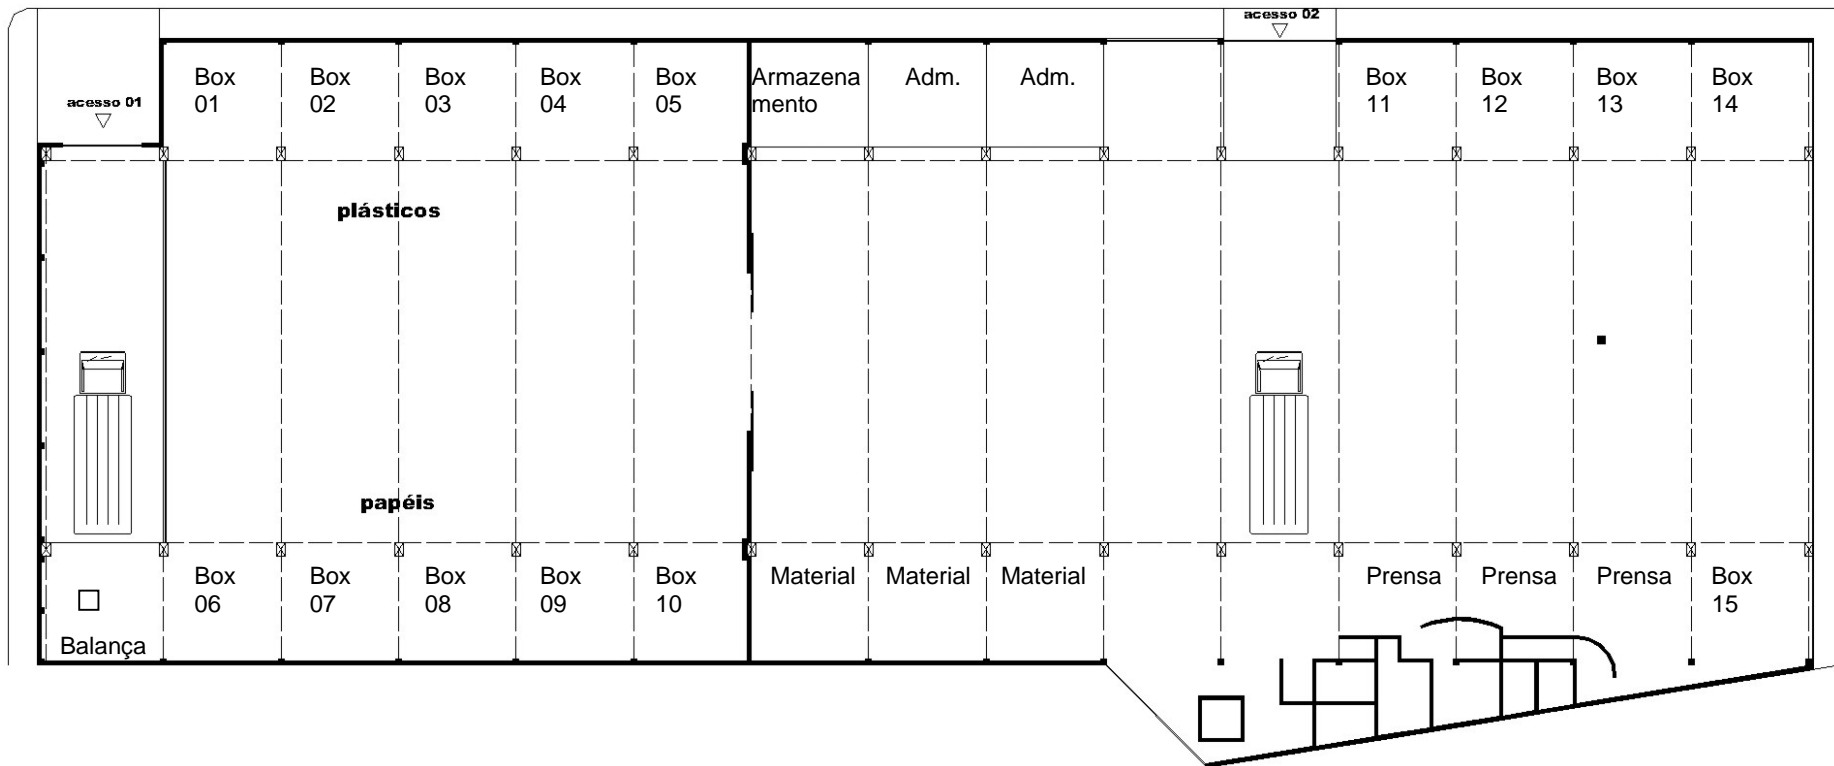 acesso 02
Box
01
Box
02
Box
03
Box
04
Box
05
Armazena
mento
Adm.
Adm.
Box
11
Box
12
Box
13
Box
14
acesso 01
plásticos
papéis
Box
06
Box
07
Box
08
Box
09
Box
10
Material
Material
Material
Prensa
Prensa
Prensa
Box
15
Balança